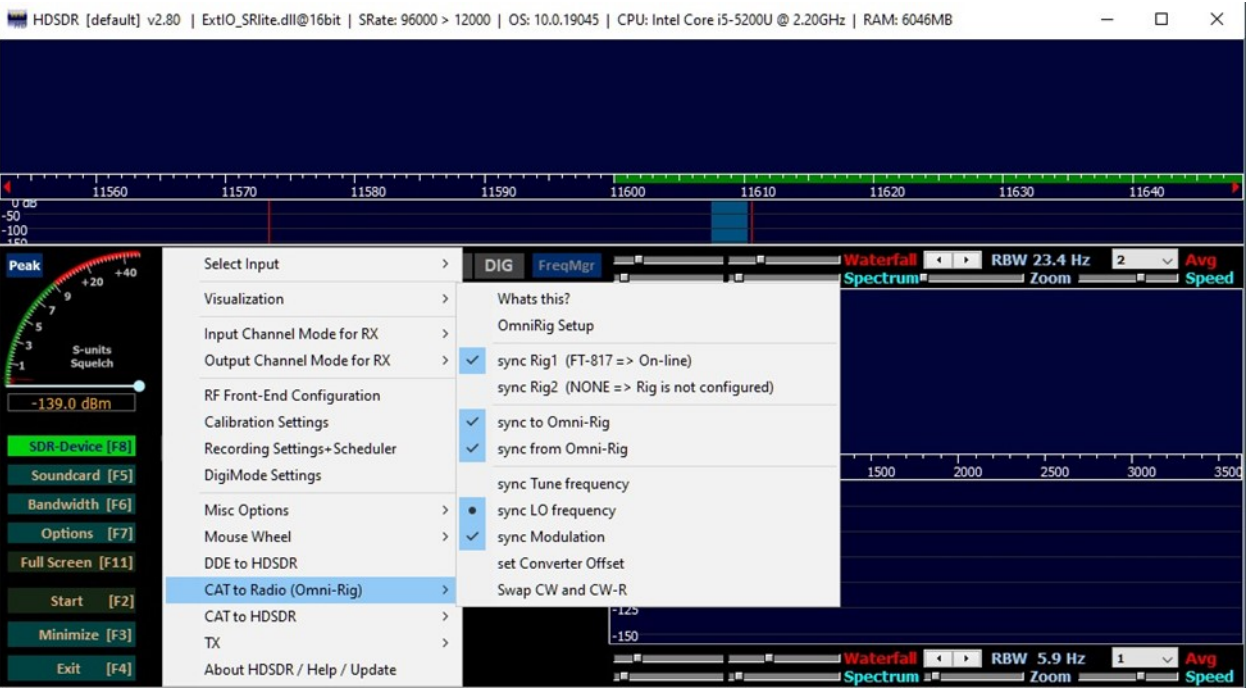 HDSDR [default] v2.80 | ExtIO_SRlite.dll@16bit | SRate: 96000 > 12000 | OS: 10.0.19045 | CPU: Intel Core i5-5200U @ 2.20GHz | RAM: 6046MB
11560 11570 11580 11590 11600 11610 11620 11630 11640
0 dB
-50
-100
-150
Peak
1 3 5 7 9 +20 +40
S-units
Squelch
-139.0 dBm
SDR-Device [F8]
Soundcard [F5]
Bandwidth [F6]
Options [F7]
Full Screen [F11]
Start [F2]
Minimize [F3]
Exit [F4]
Select Input
Visualization
Input Channel Mode for RX
Output Channel Mode for RX
RF Front-End Configuration
Calibration Settings
Recording Settings+Scheduler
DigiMode Settings
Misc Options
Mouse Wheel
DDE to HDSDR
CAT to Radio (Omni-Rig)
CAT to HDSDR
TX
About HDSDR / Help / Update
DIG FreqMgr
Waterfall RBW 23.4 Hz 2 Avg
Spectrum Zoom Speed
Whats this?
OmniRig Setup
sync Rig1 (FT-817 => On-line)
sync Rig2 (NONE => Rig is not configured)
sync to Omni-Rig
sync from Omni-Rig
sync Tune frequency
sync LO frequency
sync Modulation
set Converter Offset
Swap CW and CW-R
1500 2000 2500 3000 3500
-125
-150
Waterfall RBW 5.9 Hz 1 Avg
Spectrum Zoom Speed